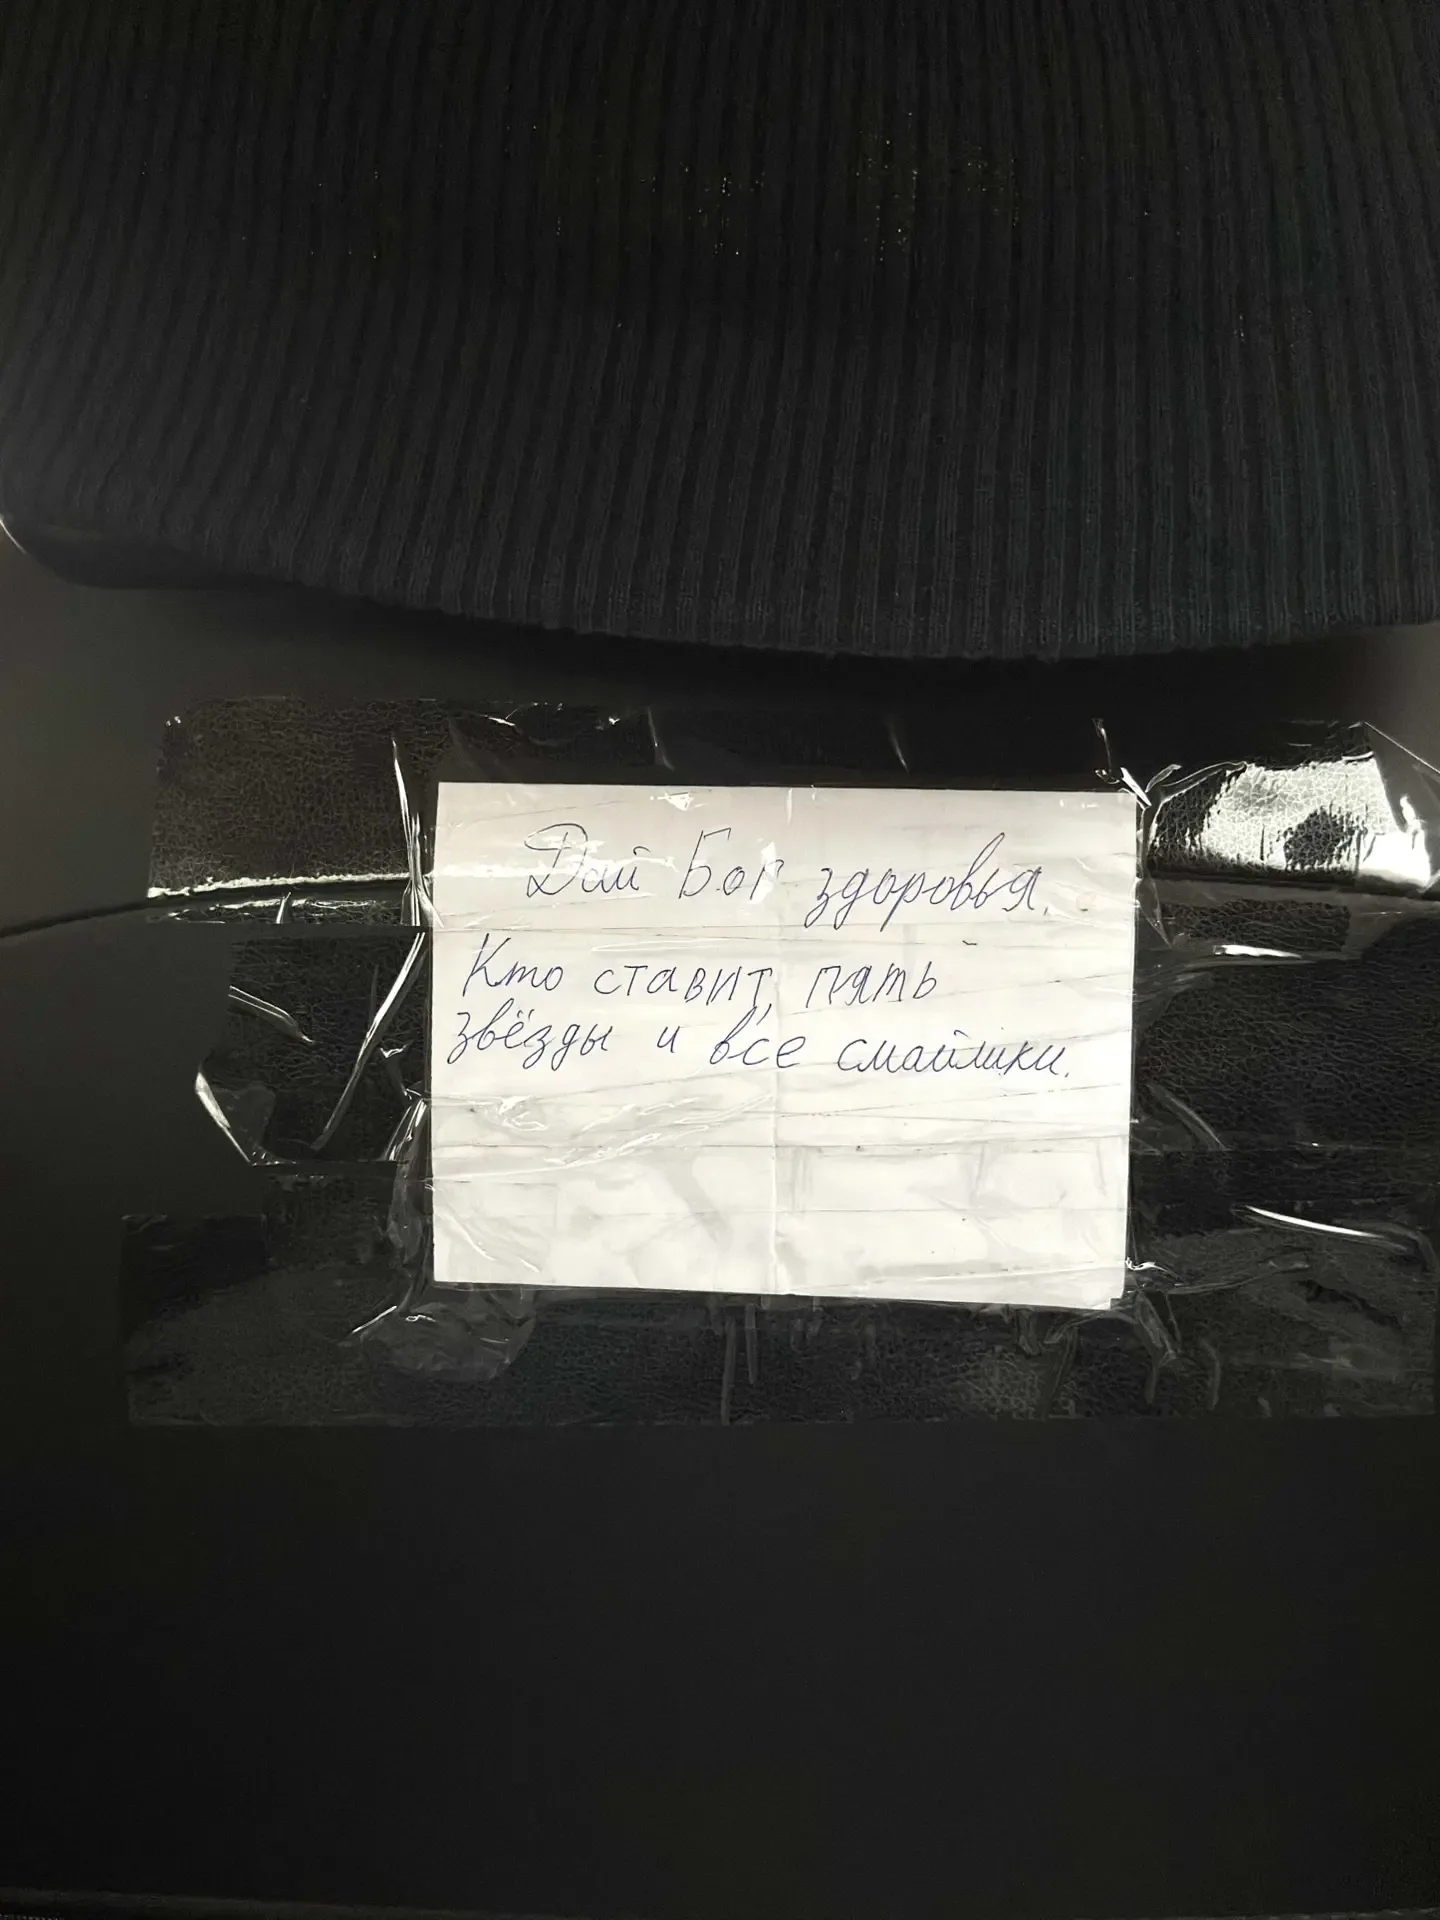 Дай Бог здоровья.
Кто ставит, пять
звёзды и все смайлики.